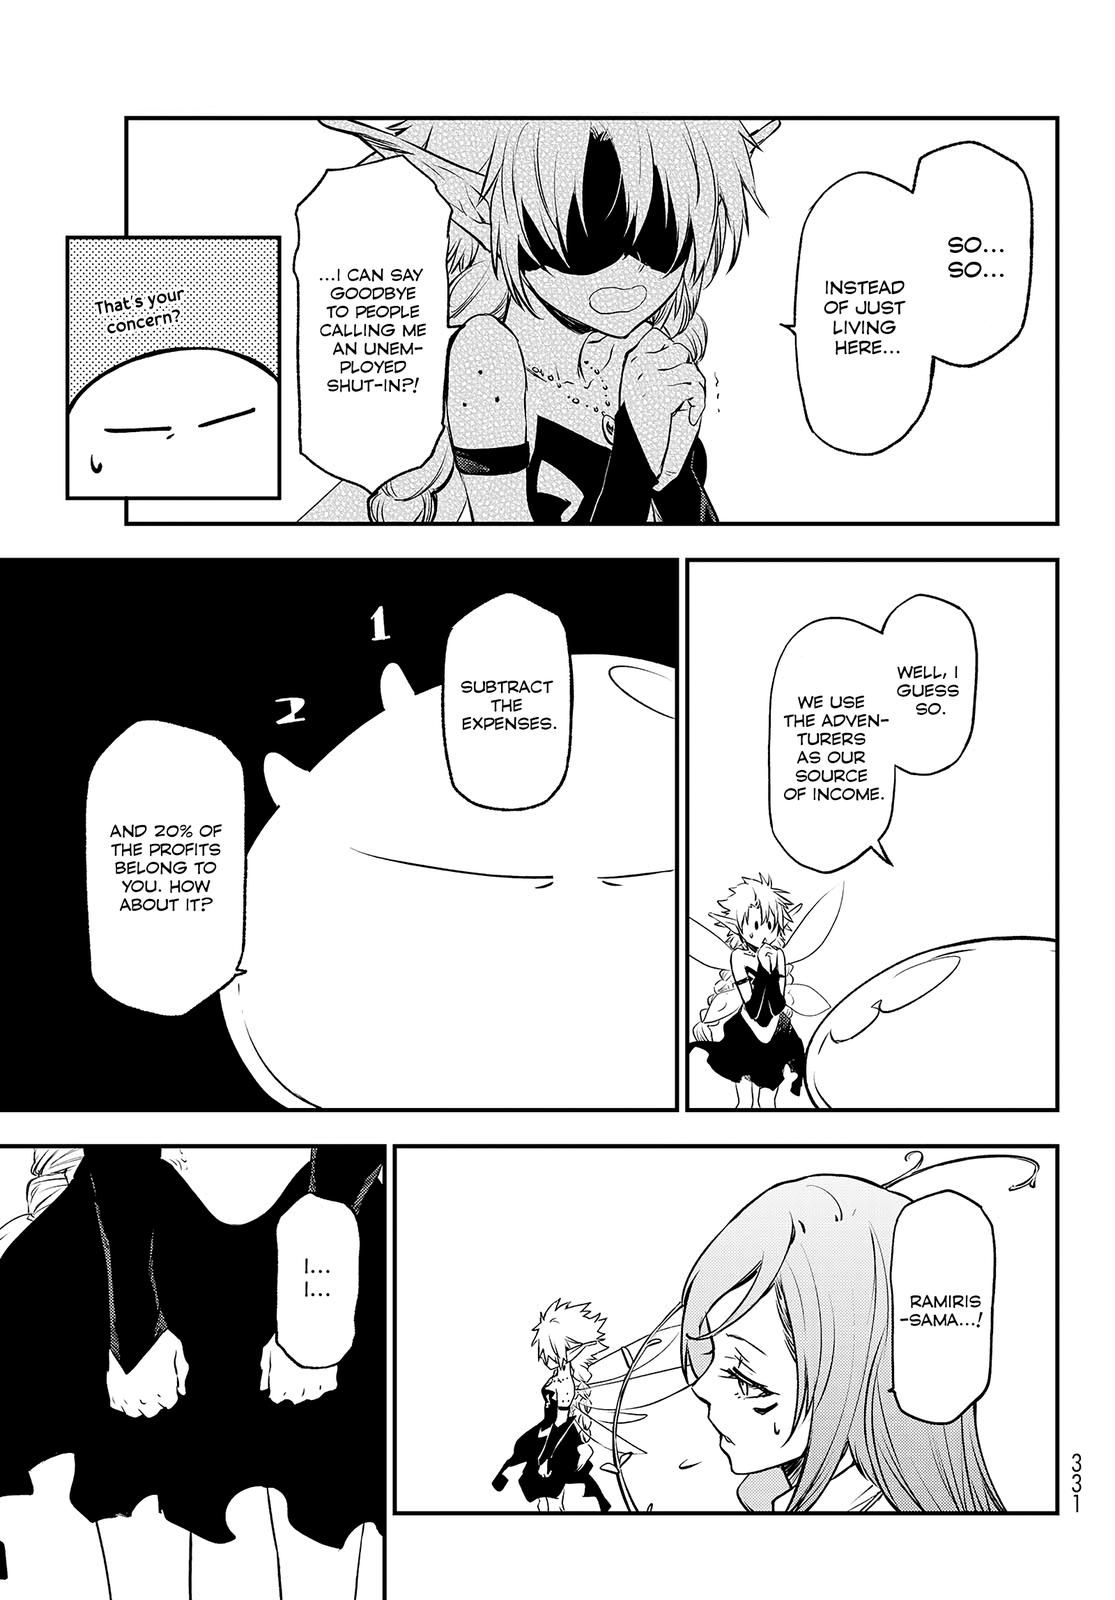 SO...
SO...
INSTEAD
OF JUST
LIVING
HERE...
...I CAN SAY
GOODBYE
TO PEOPLE
CALLING ME
AN UNEM-
PLOYED
SHUT-IN?!
That's your
concern?
WELL, I
GUESS
SO.
WE USE
THE ADVEN-
TURERS
AS OUR
SOURCE
OF INCOME.
1
SUBTRACT
THE
EXPENSES.
2
AND 20% OF
THE PROFITS
BELONG TO
YOU. HOW
ABOUT IT?
RAMIRIS
-SAMA...!
I...
I...
331